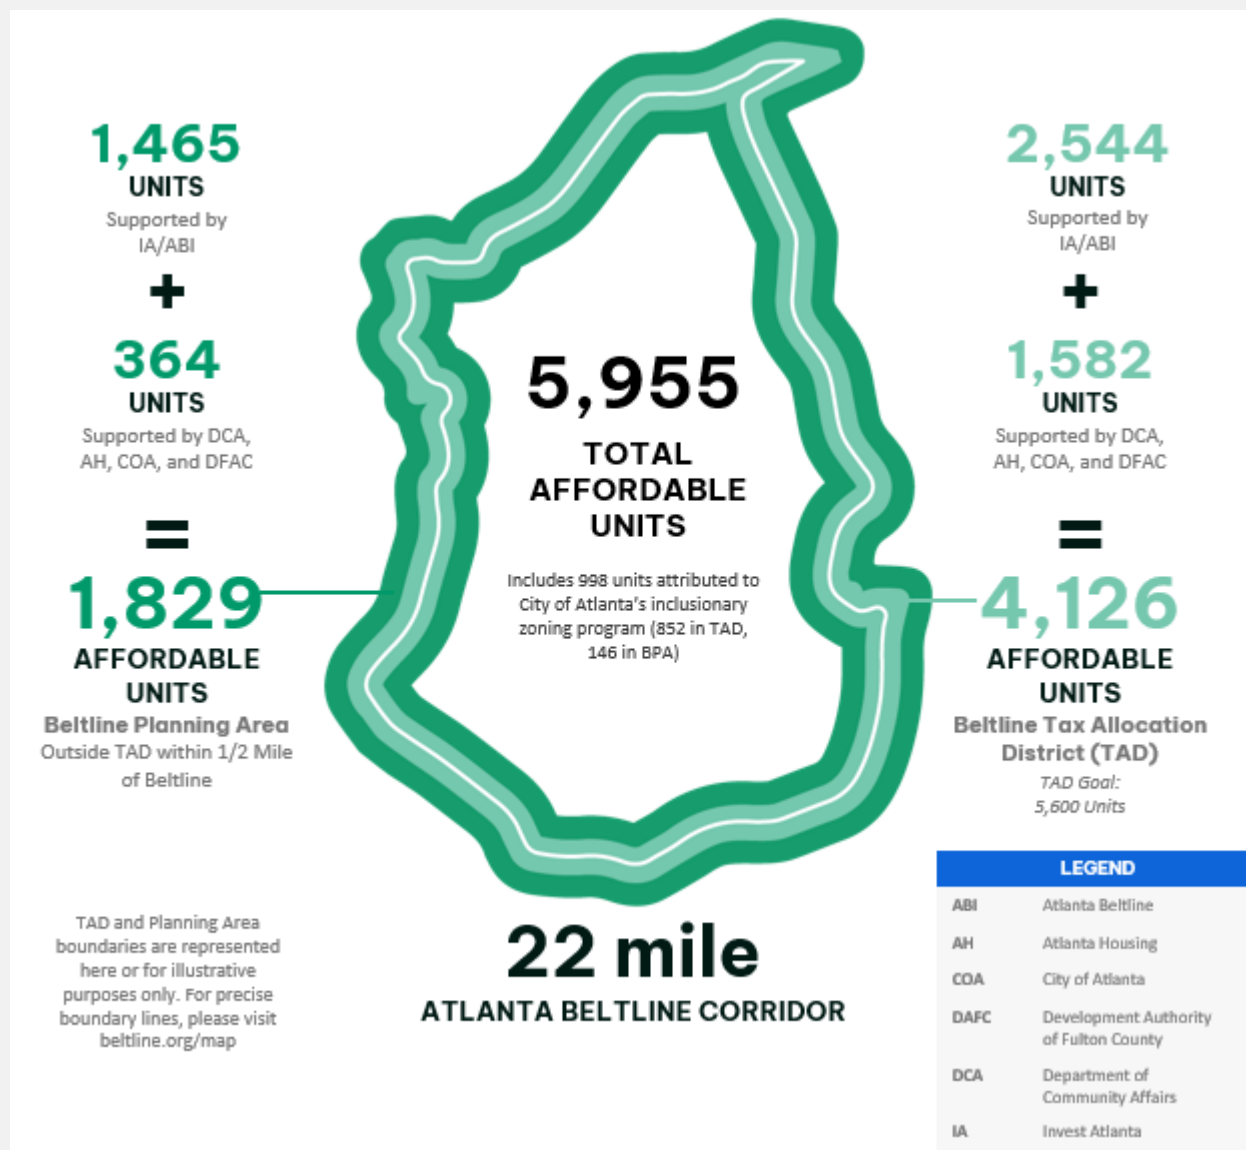 1,465
UNITS
Supported by
IA/ABI
+
364
UNITS
Supported by DCA,
AH, COA, and DFAC
=
1,829
AFFORDABLE
UNITS
Beltline Planning Area
Outside TAD within 1/2 Mile
of Beltline
5,955
TOTAL
AFFORDABLE
UNITS
Includes 998 units attributed to
City of Atlanta's inclusionary
zoning program (852 in TAD,
146 in BPA)
2,544
UNITS
Supported by
IA/ABI
+
1,582
UNITS
Supported by DCA,
AH, COA, and DFAC
=
4,126
AFFORDABLE
UNITS
Beltline Tax Allocation
District (TAD)
TAD Goal:
5,600 Units
TAD and Planning Area
boundaries are represented
here or for illustrative
purposes only. For precise
boundary lines, please visit
beltline.org/map
22 mile
ATLANTA BELTLINE CORRIDOR
LEGEND
ABI Atlanta Beltline
AH Atlanta Housing
COA City of Atlanta
DAFC Development Authority
of Fulton County
DCA Department of
Community Affairs
IA Invest Atlanta